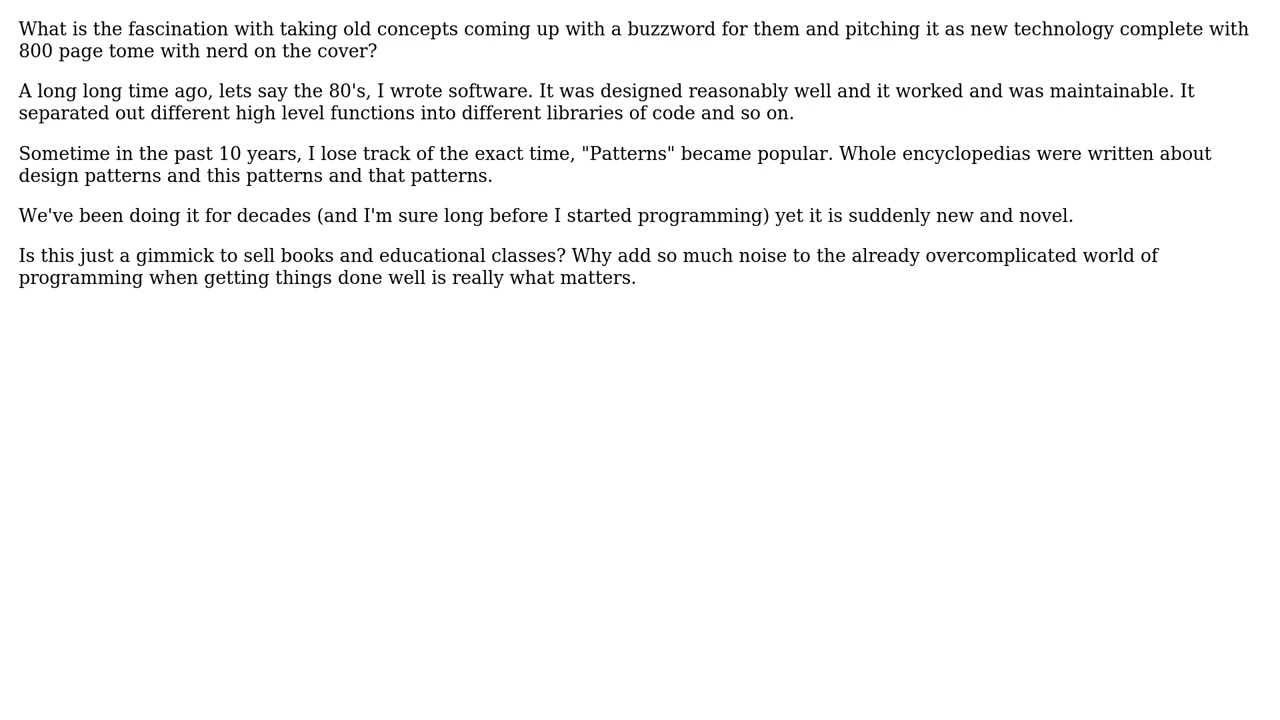 What is the fascination with taking old concepts coming up with a buzzword for them and pitching it as new technology complete with
800 page tome with nerd on the cover?
A long long time ago, lets say the 80's, I wrote software. It was designed reasonably well and it worked and was maintainable. It
separated out different high level functions into different libraries of code and so on.
Sometime in the past 10 years, I lose track of the exact time, "Patterns" became popular. Whole encyclopedias were written about
design patterns and this patterns and that patterns.
We've been doing it for decades (and I'm sure long before I started programming) yet it is suddenly new and novel.
Is this just a gimmick to sell books and educational classes? Why add so much noise to the already overcomplicated world of
programming when getting things done well is really what matters.